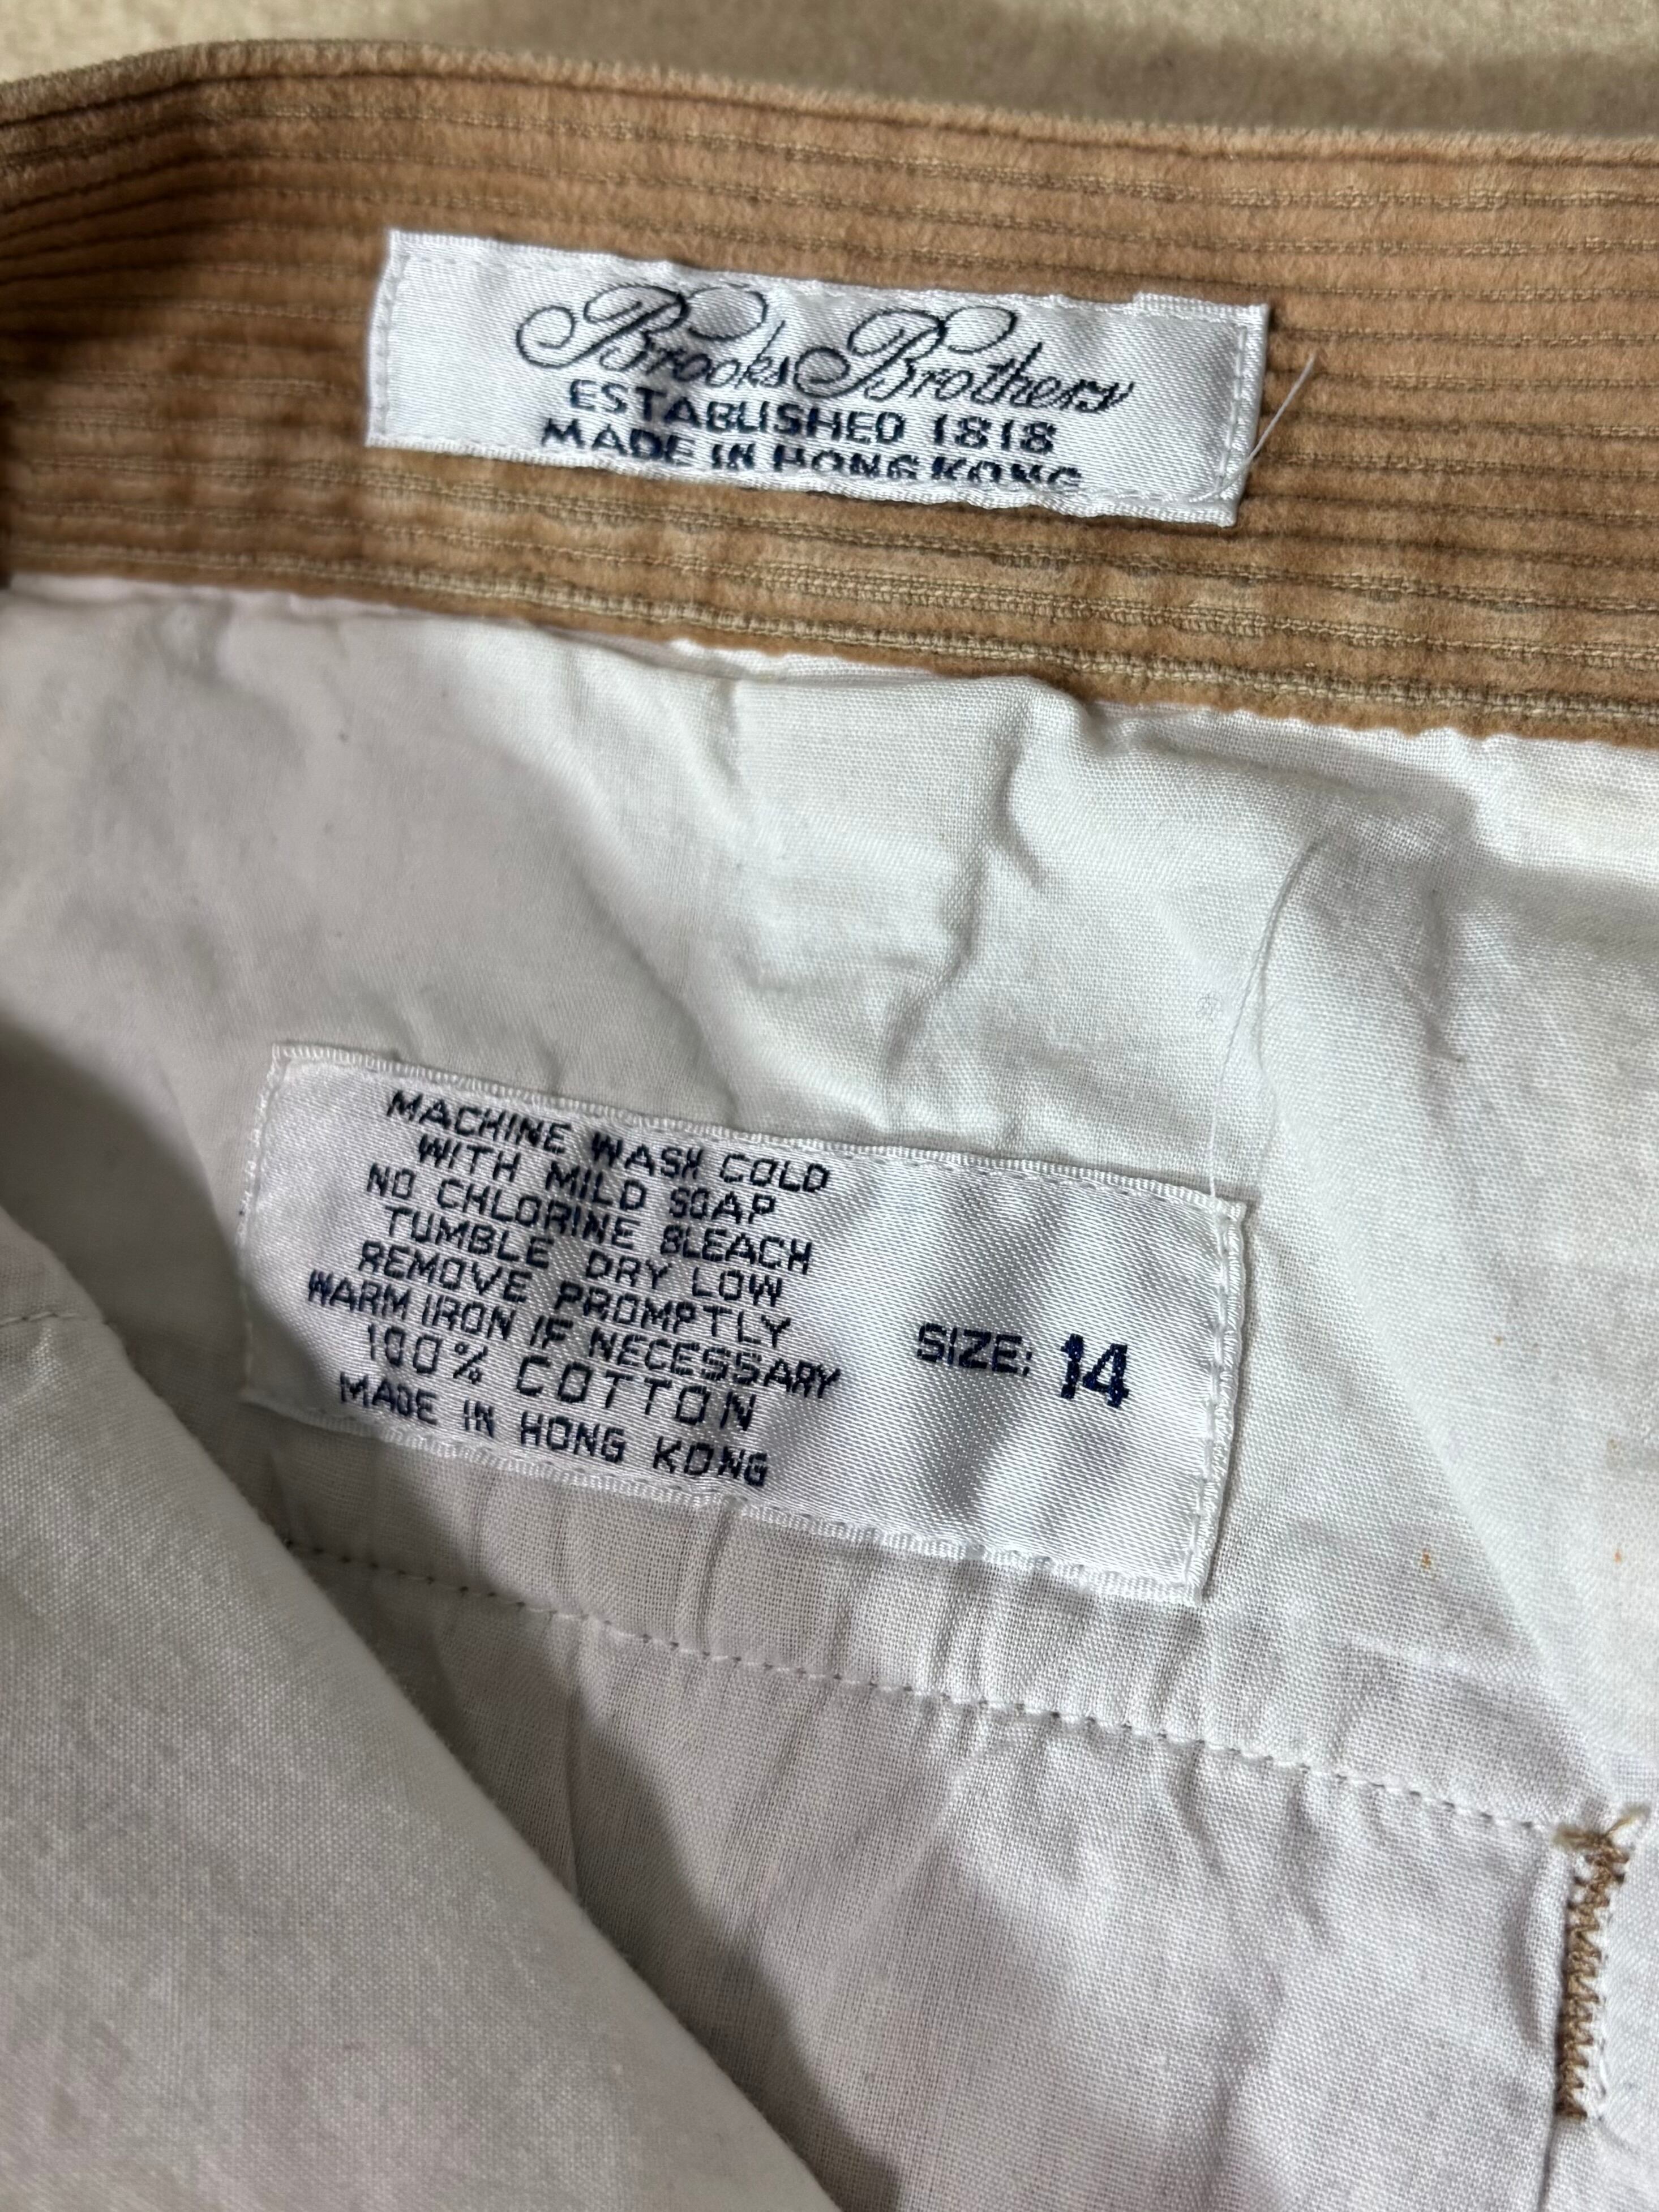 Brooks Brothers
ESTABLISHED 1818
MADE IN HONG KONG
MACHINE WASH COLD
WITH MILD SOAP
NO CHLORINE BLEACH
TUMBLE DRY LOW
REMOVE PROMPTLY
WARM IRON IF NECESSARY
100% COTTON
MADE IN HONG KONG
SIZE: 14